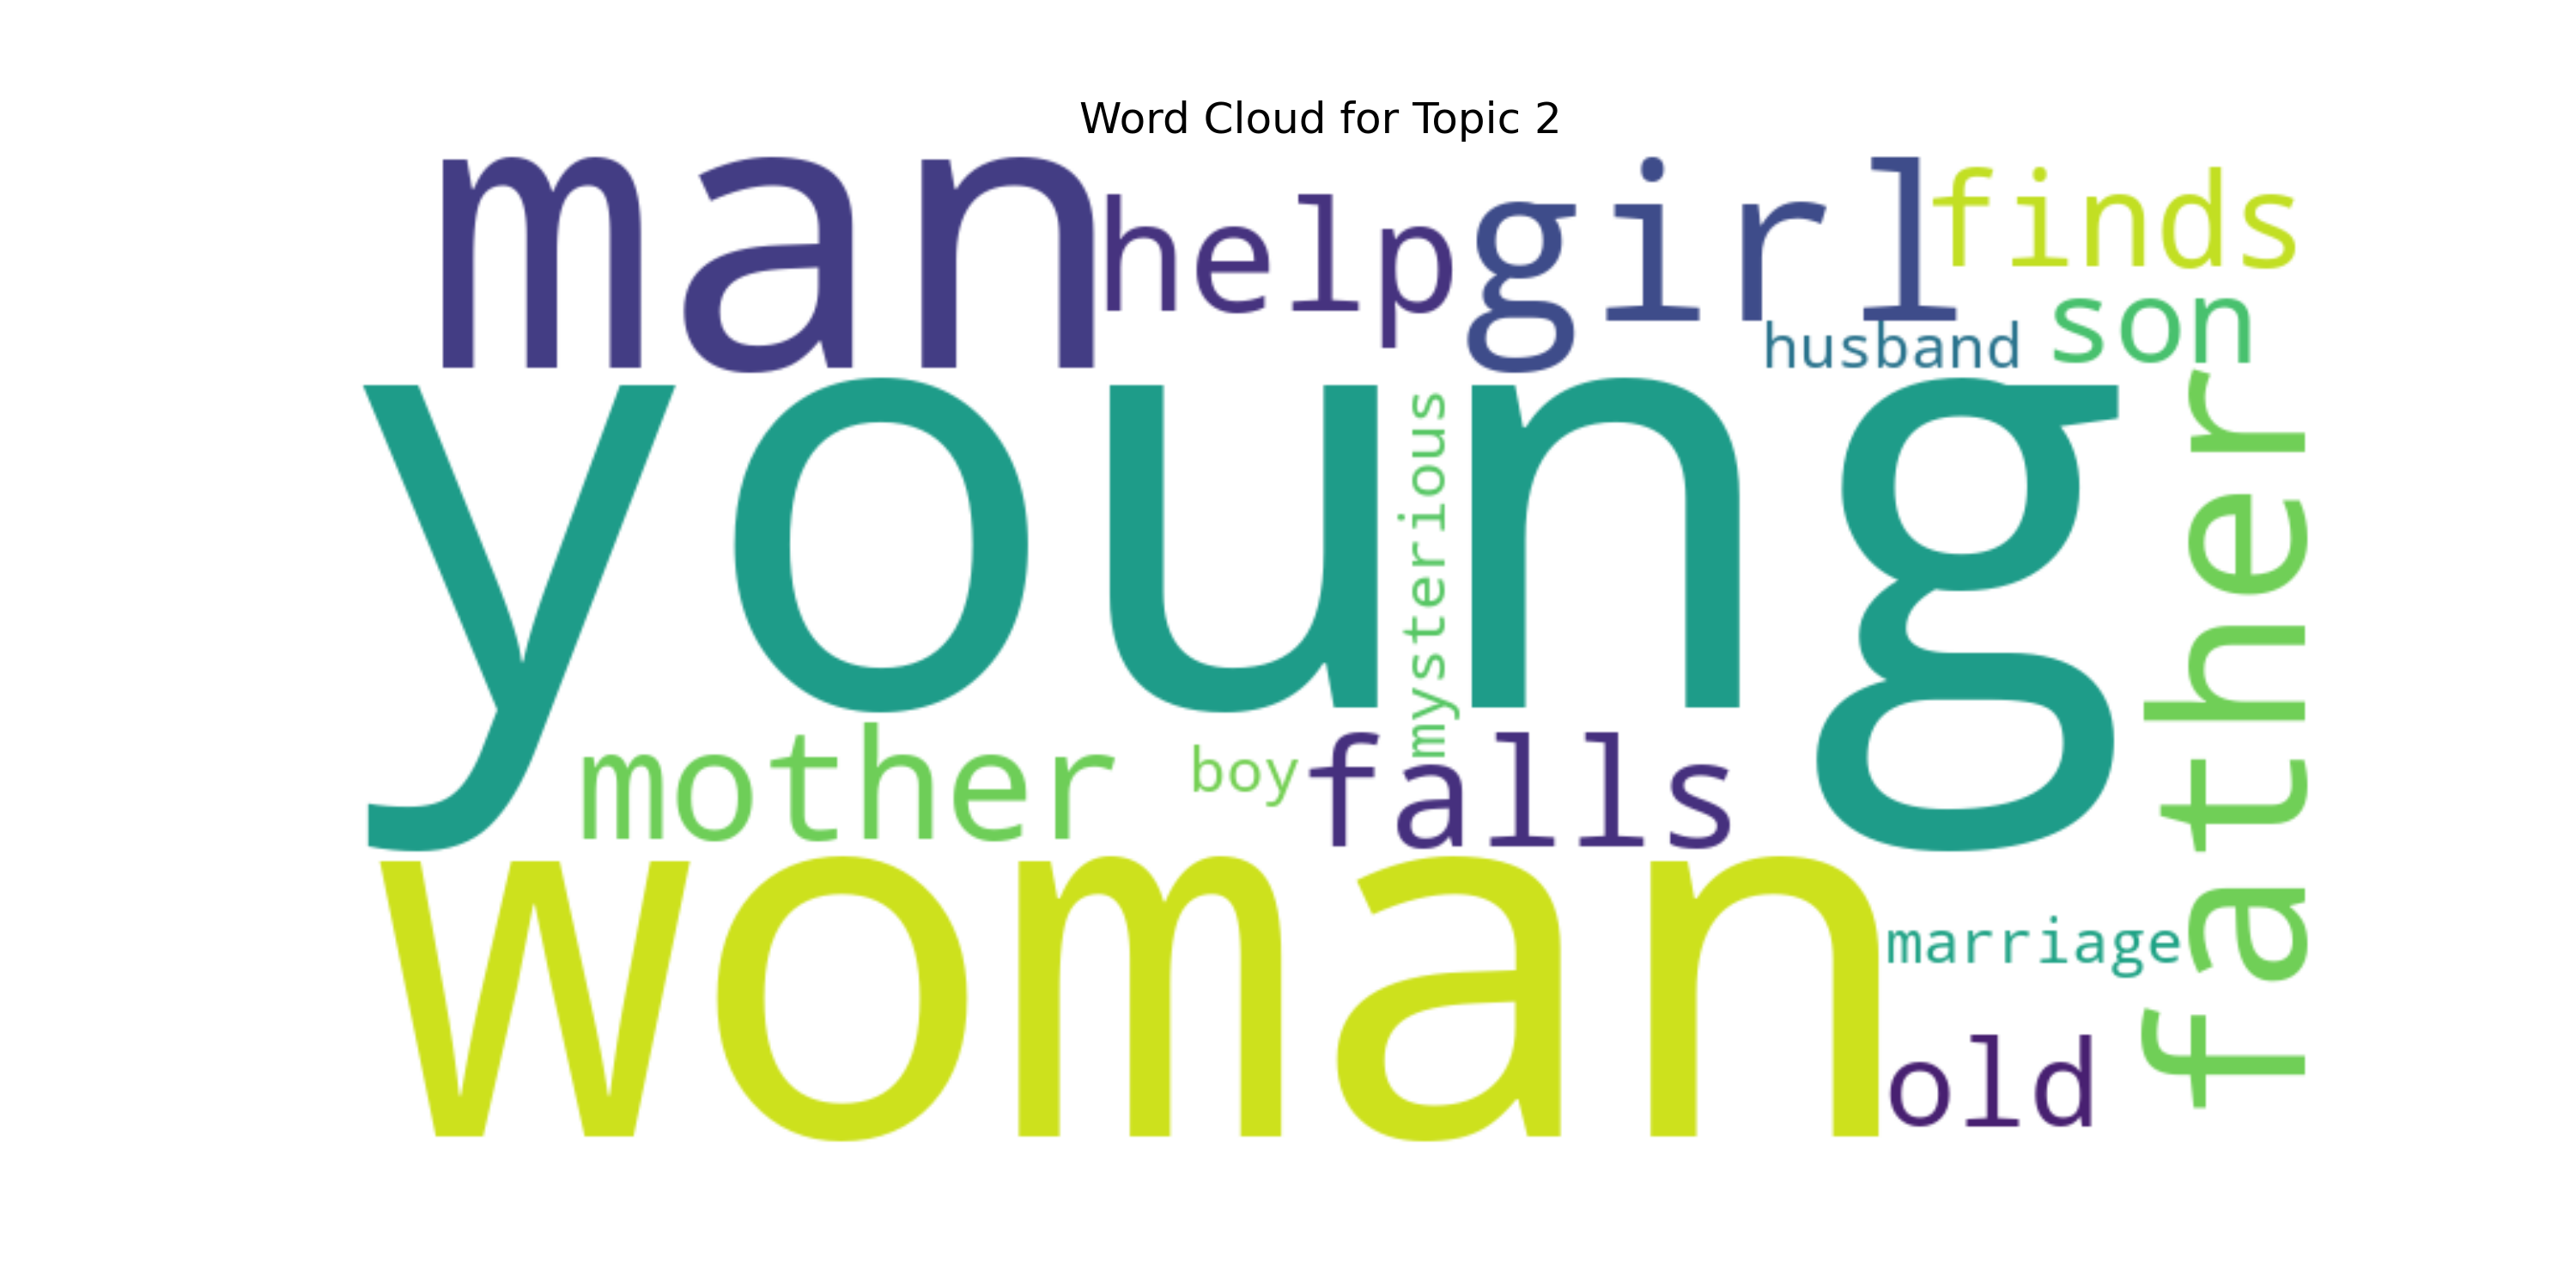 Word Cloud for Topic 2
man
help
girl
finds
husband
son
young
mysterious
father
mother
boy
falls
woman
marriage
old